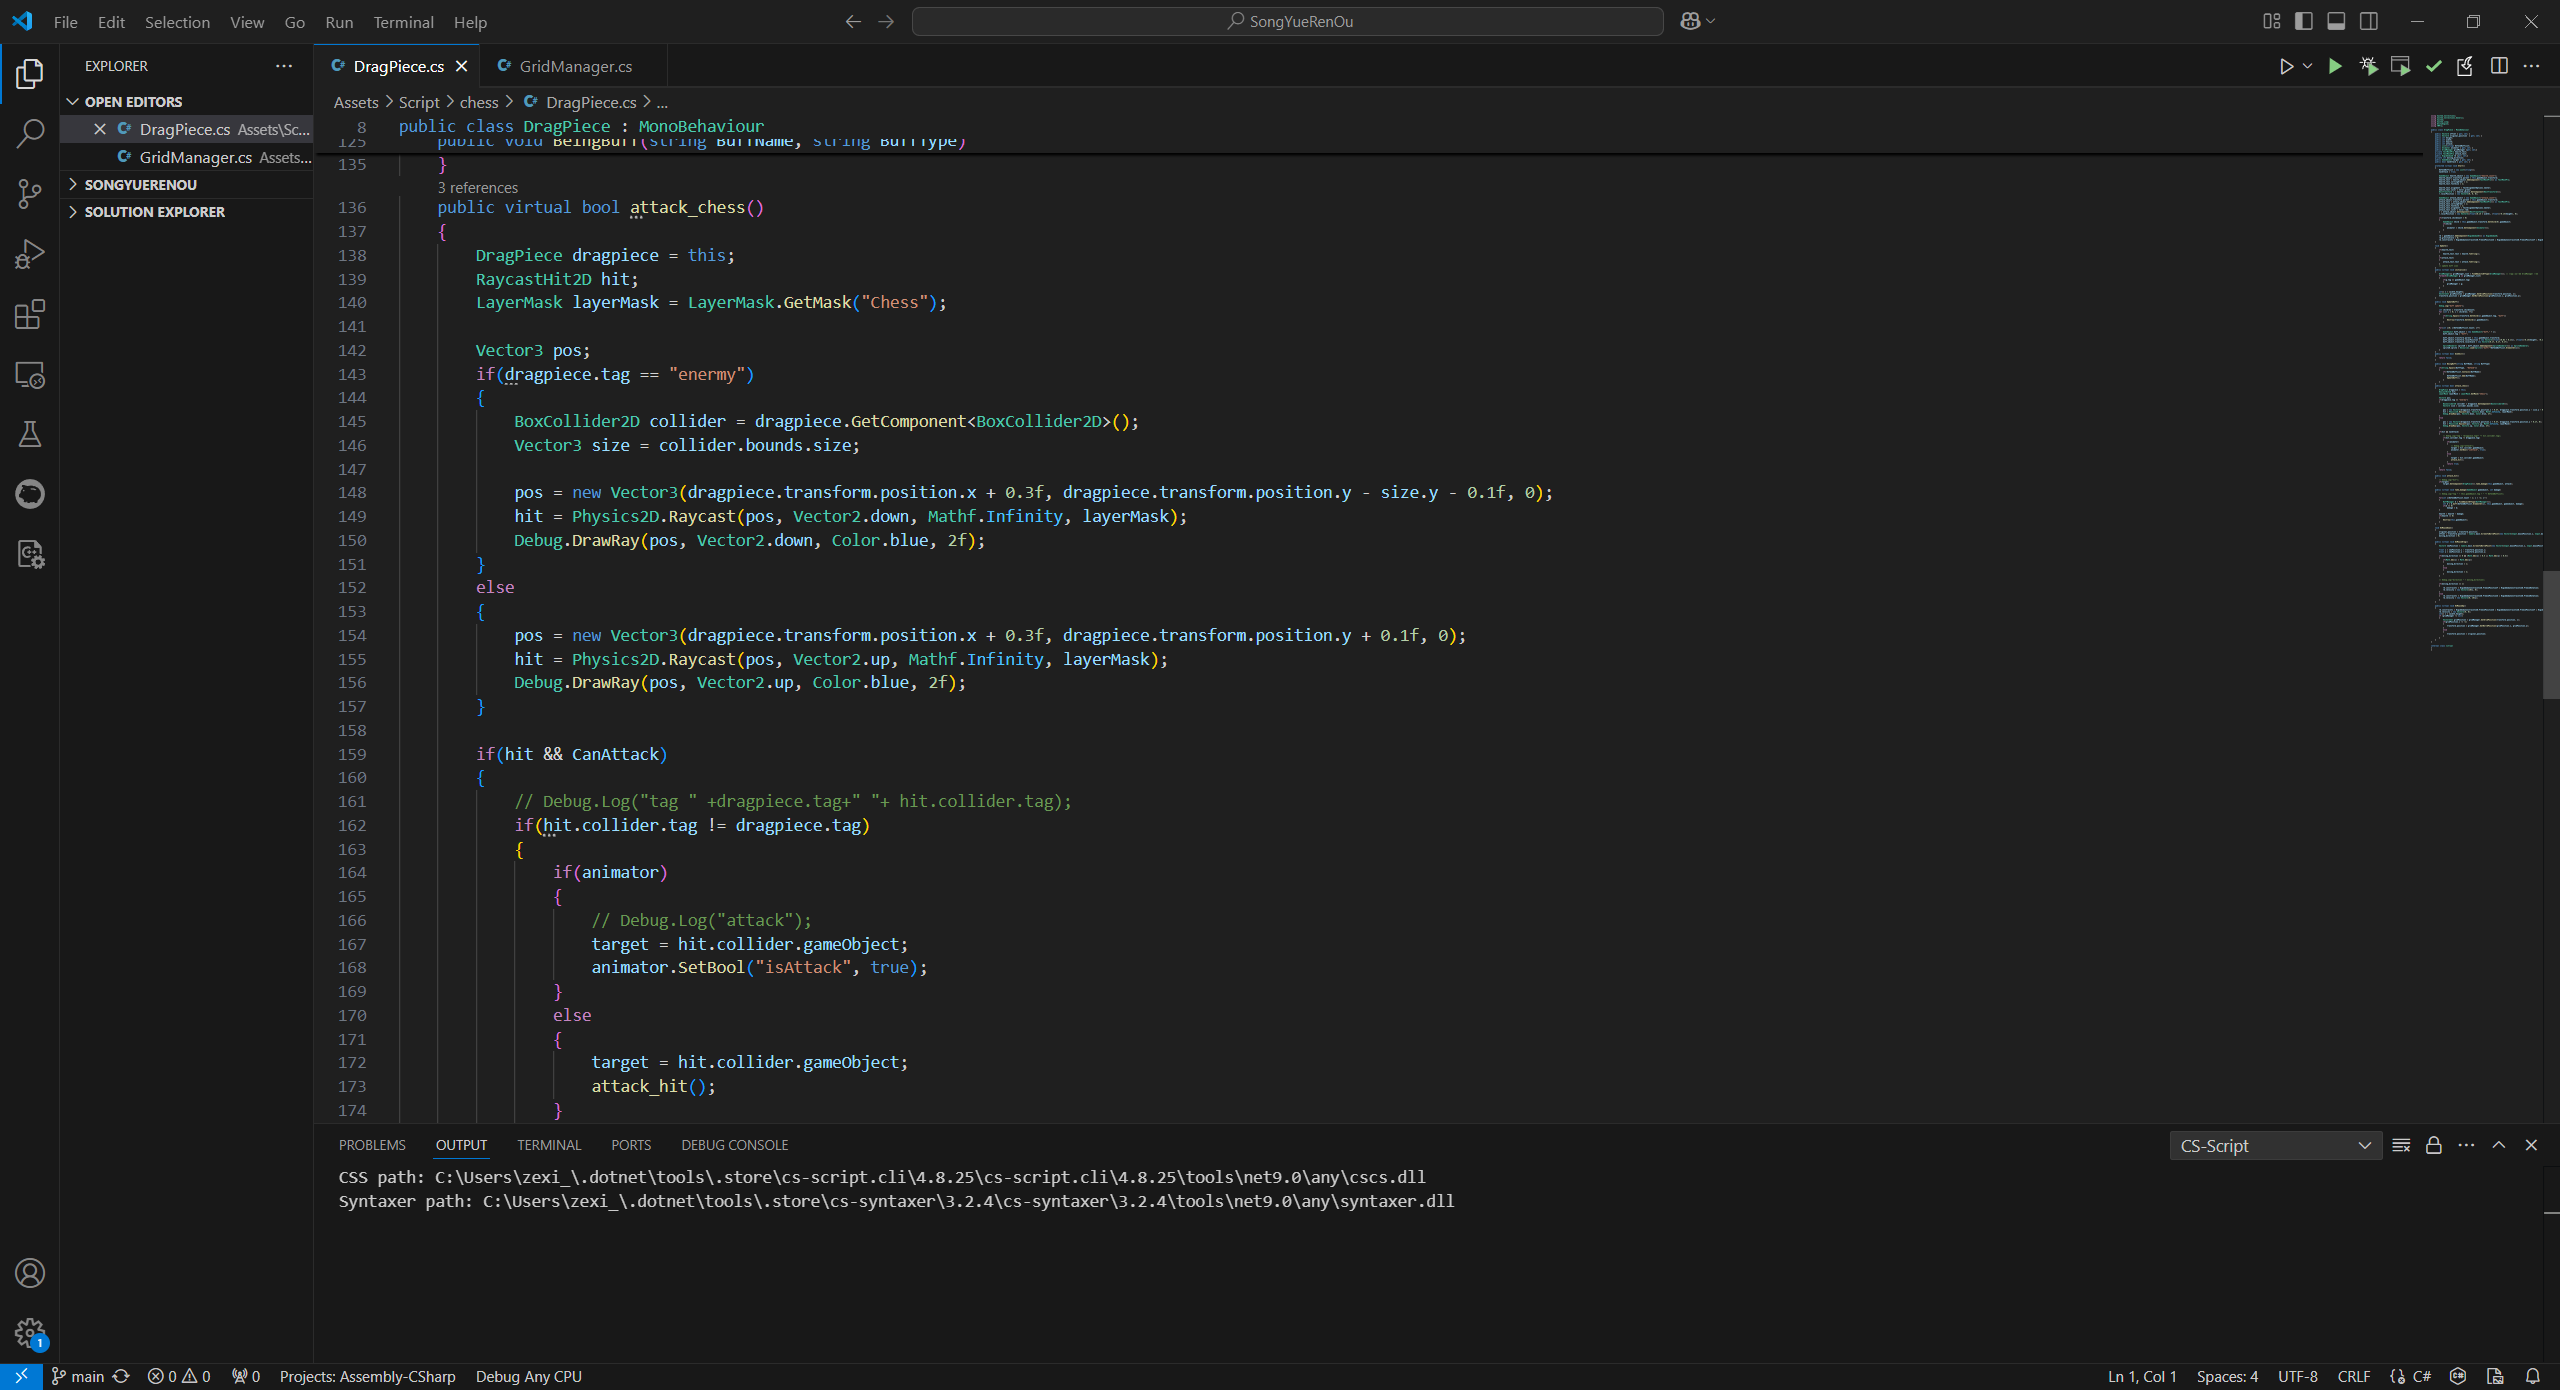 File Edit Selection View Go Run Terminal Help
SongYueRenOu
EXPLORER
OPEN EDITORS
DragPiece.cs Assets\Sc...
GridManager.cs Assets...
SONGYUERENOU
SOLUTION EXPLORER
DragPiece.cs GridManager.cs
Assets > Script > chess > DragPiece.cs > ...
8 public class DragPiece : MonoBehaviour
125 public void BeingBuff(string BuffName, string BuffType)
135 }
3 references
136 public virtual bool attack_chess()
137 {
138 DragPiece dragpiece = this;
139 RaycastHit2D hit;
140 LayerMask layerMask = LayerMask.GetMask("Chess");
141
142 Vector3 pos;
143 if(dragpiece.tag == "enermy")
144 {
145 BoxCollider2D collider = dragpiece.GetComponent<BoxCollider2D>();
146 Vector3 size = collider.bounds.size;
147
148 pos = new Vector3(dragpiece.transform.position.x + 0.3f, dragpiece.transform.position.y - size.y - 0.1f, 0);
149 hit = Physics2D.Raycast(pos, Vector2.down, Mathf.Infinity, layerMask);
150 Debug.DrawRay(pos, Vector2.down, Color.blue, 2f);
151 }
152 else
153 {
154 pos = new Vector3(dragpiece.transform.position.x + 0.3f, dragpiece.transform.position.y + 0.1f, 0);
155 hit = Physics2D.Raycast(pos, Vector2.up, Mathf.Infinity, layerMask);
156 Debug.DrawRay(pos, Vector2.up, Color.blue, 2f);
157 }
158
159 if(hit && CanAttack)
160 {
161 // Debug.Log("tag " +dragpiece.tag+" "+ hit.collider.tag);
162 if(hit.collider.tag != dragpiece.tag)
163 {
164 if(animator)
165 {
166 // Debug.Log("attack");
167 target = hit.collider.gameObject;
168 animator.SetBool("isAttack", true);
169 }
170 else
171 {
172 target = hit.collider.gameObject;
173 attack_hit();
174 }
PROBLEMS OUTPUT TERMINAL PORTS DEBUG CONSOLE
CS-Script
CSS path: C:\Users\zexi_\.dotnet\tools\.store\cs-script.cli\4.8.25\cs-script.cli\4.8.25\tools\net9.0\any\cscs.dll
Syntaxer path: C:\Users\zexi_\.dotnet\tools\.store\cs-syntaxer\3.2.4\cs-syntaxer\3.2.4\tools\net9.0\any\syntaxer.dll
1
main 0 0 0 Projects: Assembly-CSharp Debug Any CPU
Ln 1, Col 1 Spaces: 4 UTF-8 CRLF C#